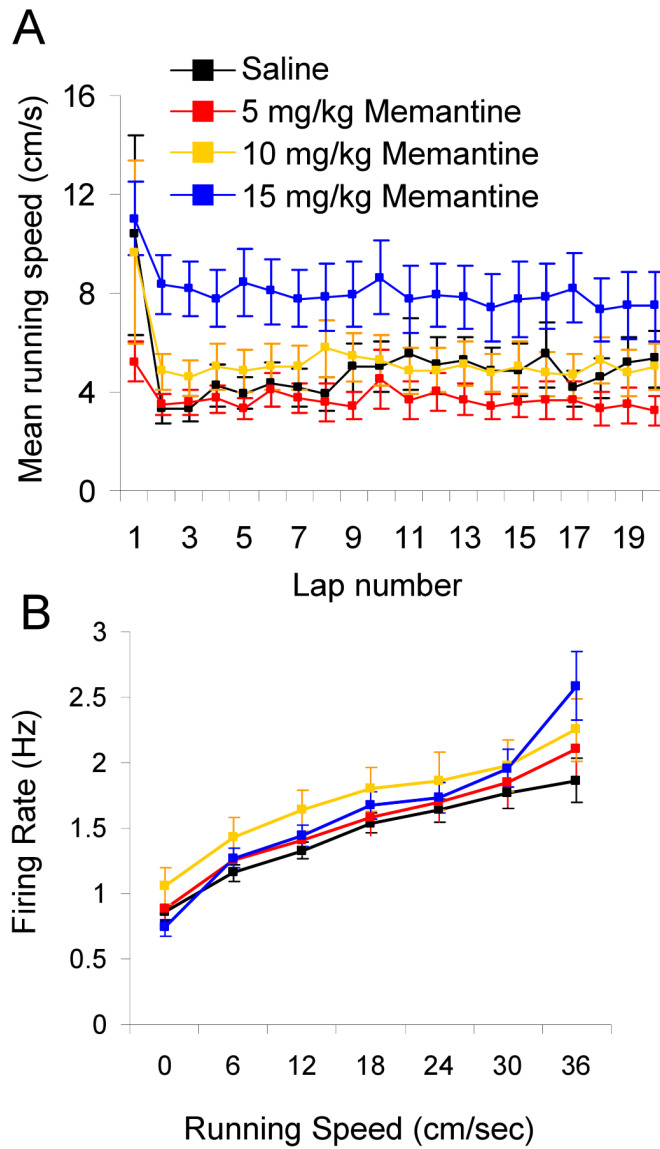 A
Saline
5 mg/kg Memantine
10 mg/kg Memantine
15 mg/kg Memantine
Mean running speed (cm/s)
16
12
8
4
0
1 3 5 7 9 11 13 15 17 19
Lap number
B
Firing Rate (Hz)
3
2.5
2
1.5
1
0.5
0
0 6 12 18 24 30 36
Running Speed (cm/sec)